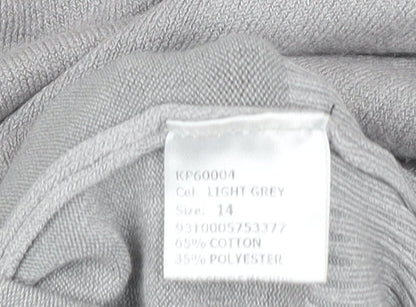 KP60004
Col: LIGHT GREY
Size: 14
9310005753377
65% COTTON
35% POLYESTER